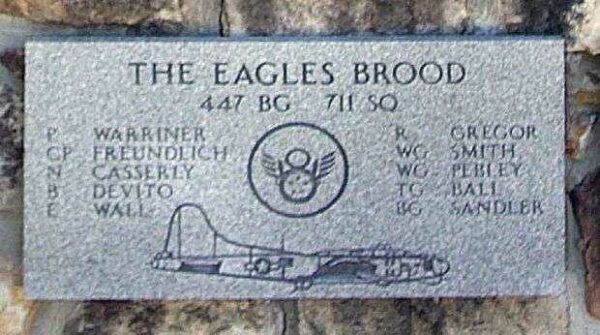 THE EAGLES BROOD
447 BG 711 SQ
P WARRINER
CP FREUNDLICH
N CASSERLY
B DEVITO
E WALL
R GREGOR
WG SMITH
WG PEBLEY
TG BALL
BG SANDLER
8